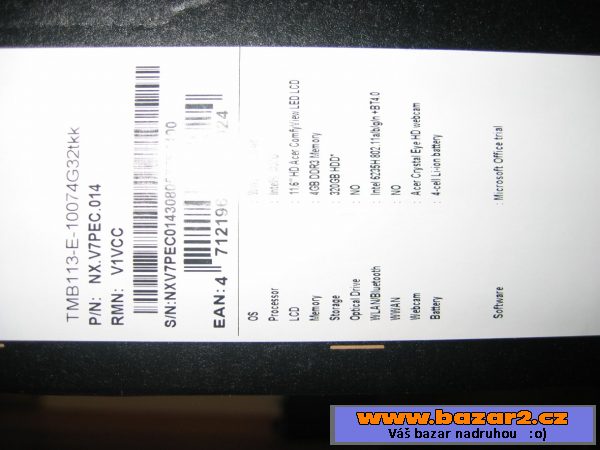 TMB113-E-10074G32tkk
P/N: NX.V7PEC.014
RMN: V1VCC
S/N:NXV7PEC01430805
EAN: 4 712196
OS :
Processor :
LCD : 11.6" HD Acer ComfyView LED LCD
Memory : 4GB DDR3 Memory
Storage : 320GB HDD*
Optical Drive : NO
WLAN/Bluetooth : Intel 6235H 802.11a/b/g/n +BT4.0
WWAN : NO
Webcam : Acer Crystal Eye HD webcam
Battery : 4-cell Li-ion battery
Software : Microsoft Office trial
www.bazar2.cz
Váš bazar nadruhou :o)